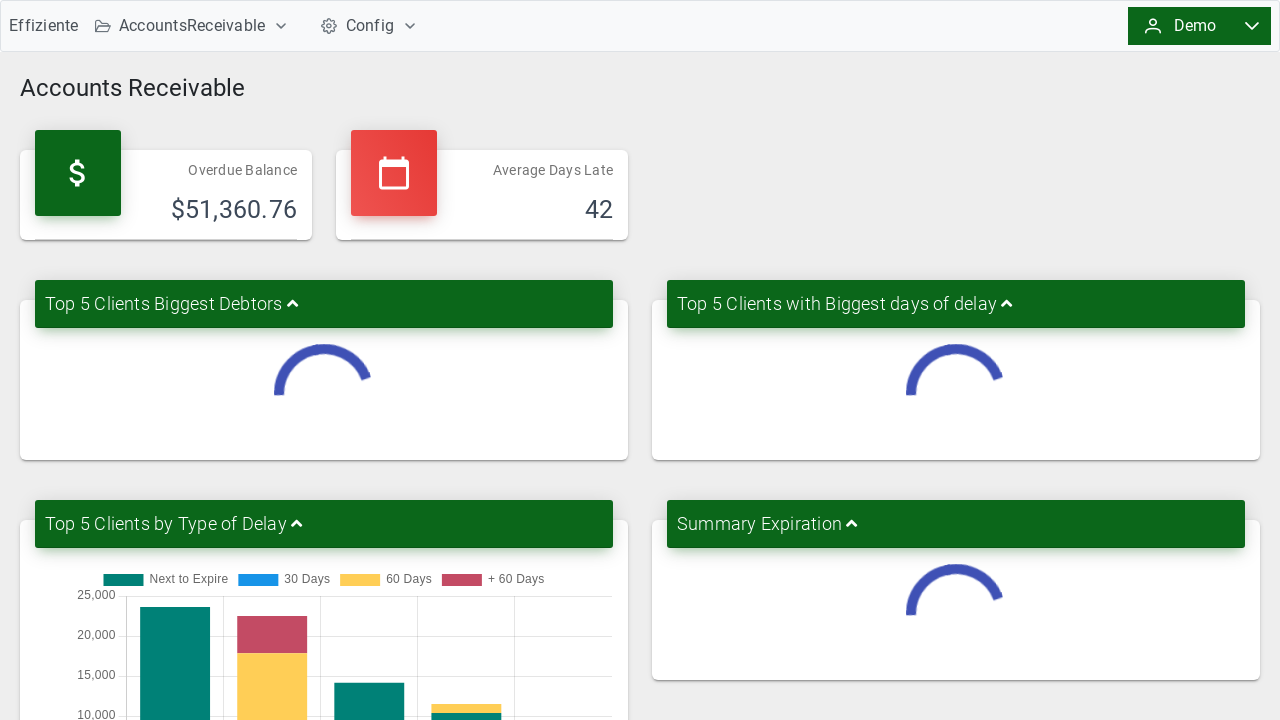 Effiziente AccountsReceivable Config Demo
Accounts Receivable
Overdue Balance
$51,360.76
Average Days Late
42
Top 5 Clients Biggest Debtors
Top 5 Clients with Biggest days of delay
Top 5 Clients by Type of Delay
Next to Expire 30 Days 60 Days + 60 Days
25,000
20,000
15,000
10,000
Summary Expiration